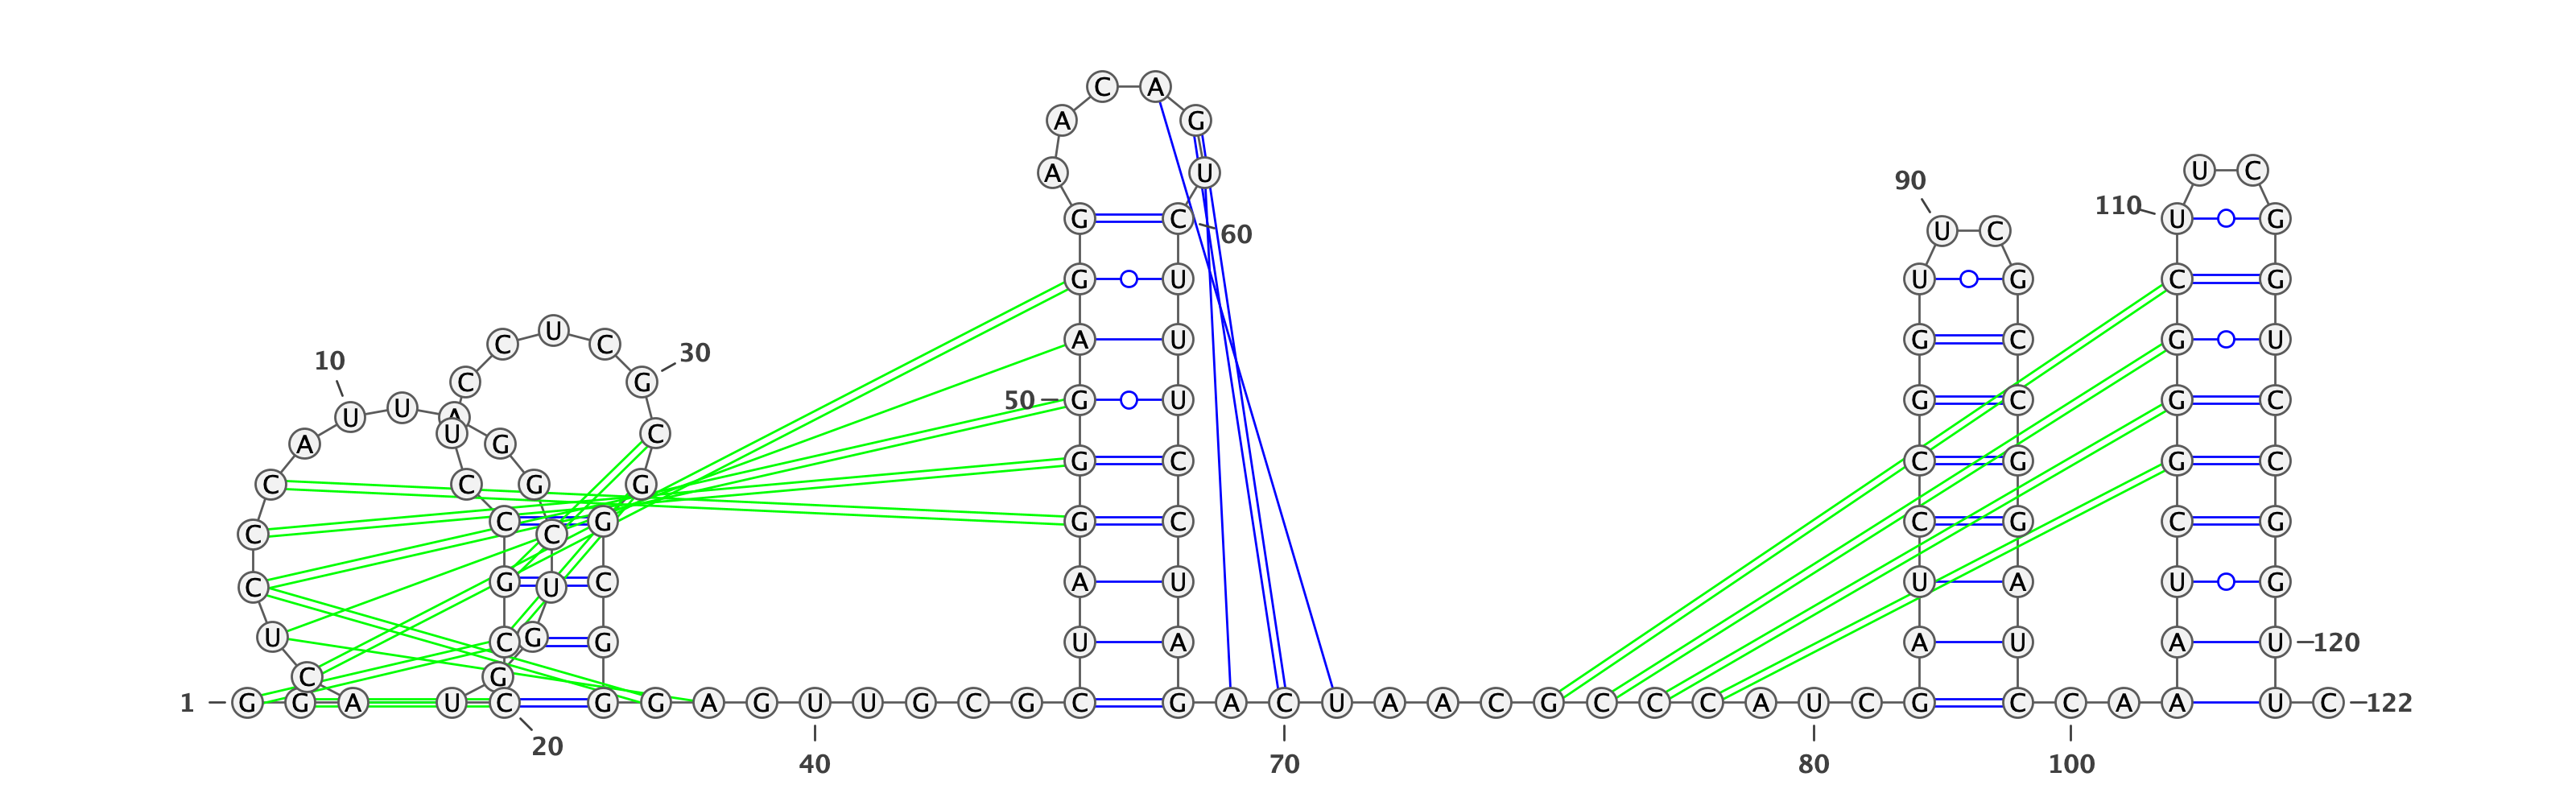 C A
A G
A U U C
90
110
G C U G
60 U C
G U U G C G
U
A U G C G U
C C
30
10
C G
50 G U G C G C
U
U A
U C
A G
G C C G G C
C C G G
C G G C C G C G
C C
G C A U U A U G
C U
U G
C G U A A U A U 120
C G
1 G G A U C G G A G U U G C G C G A C U A A C G C C C A U C G C C A A U C 122
20
40 70 80 100